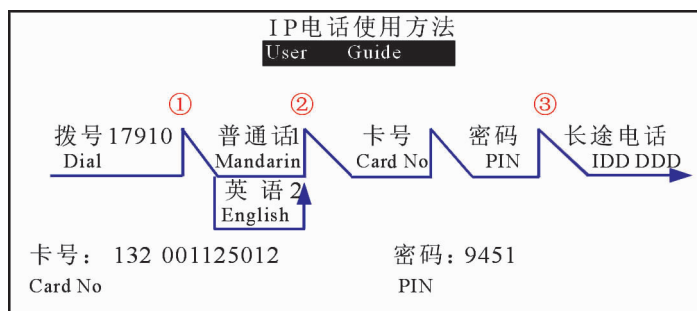 IP电话使用方法
User Guide
① ② ③
拨号17910 普通话1 卡号 密码 长途电话
Dial Mandarin Card No PIN IDD DDD
英 语2
English
卡号: 132 001125012 密码: 9451
Card No PIN